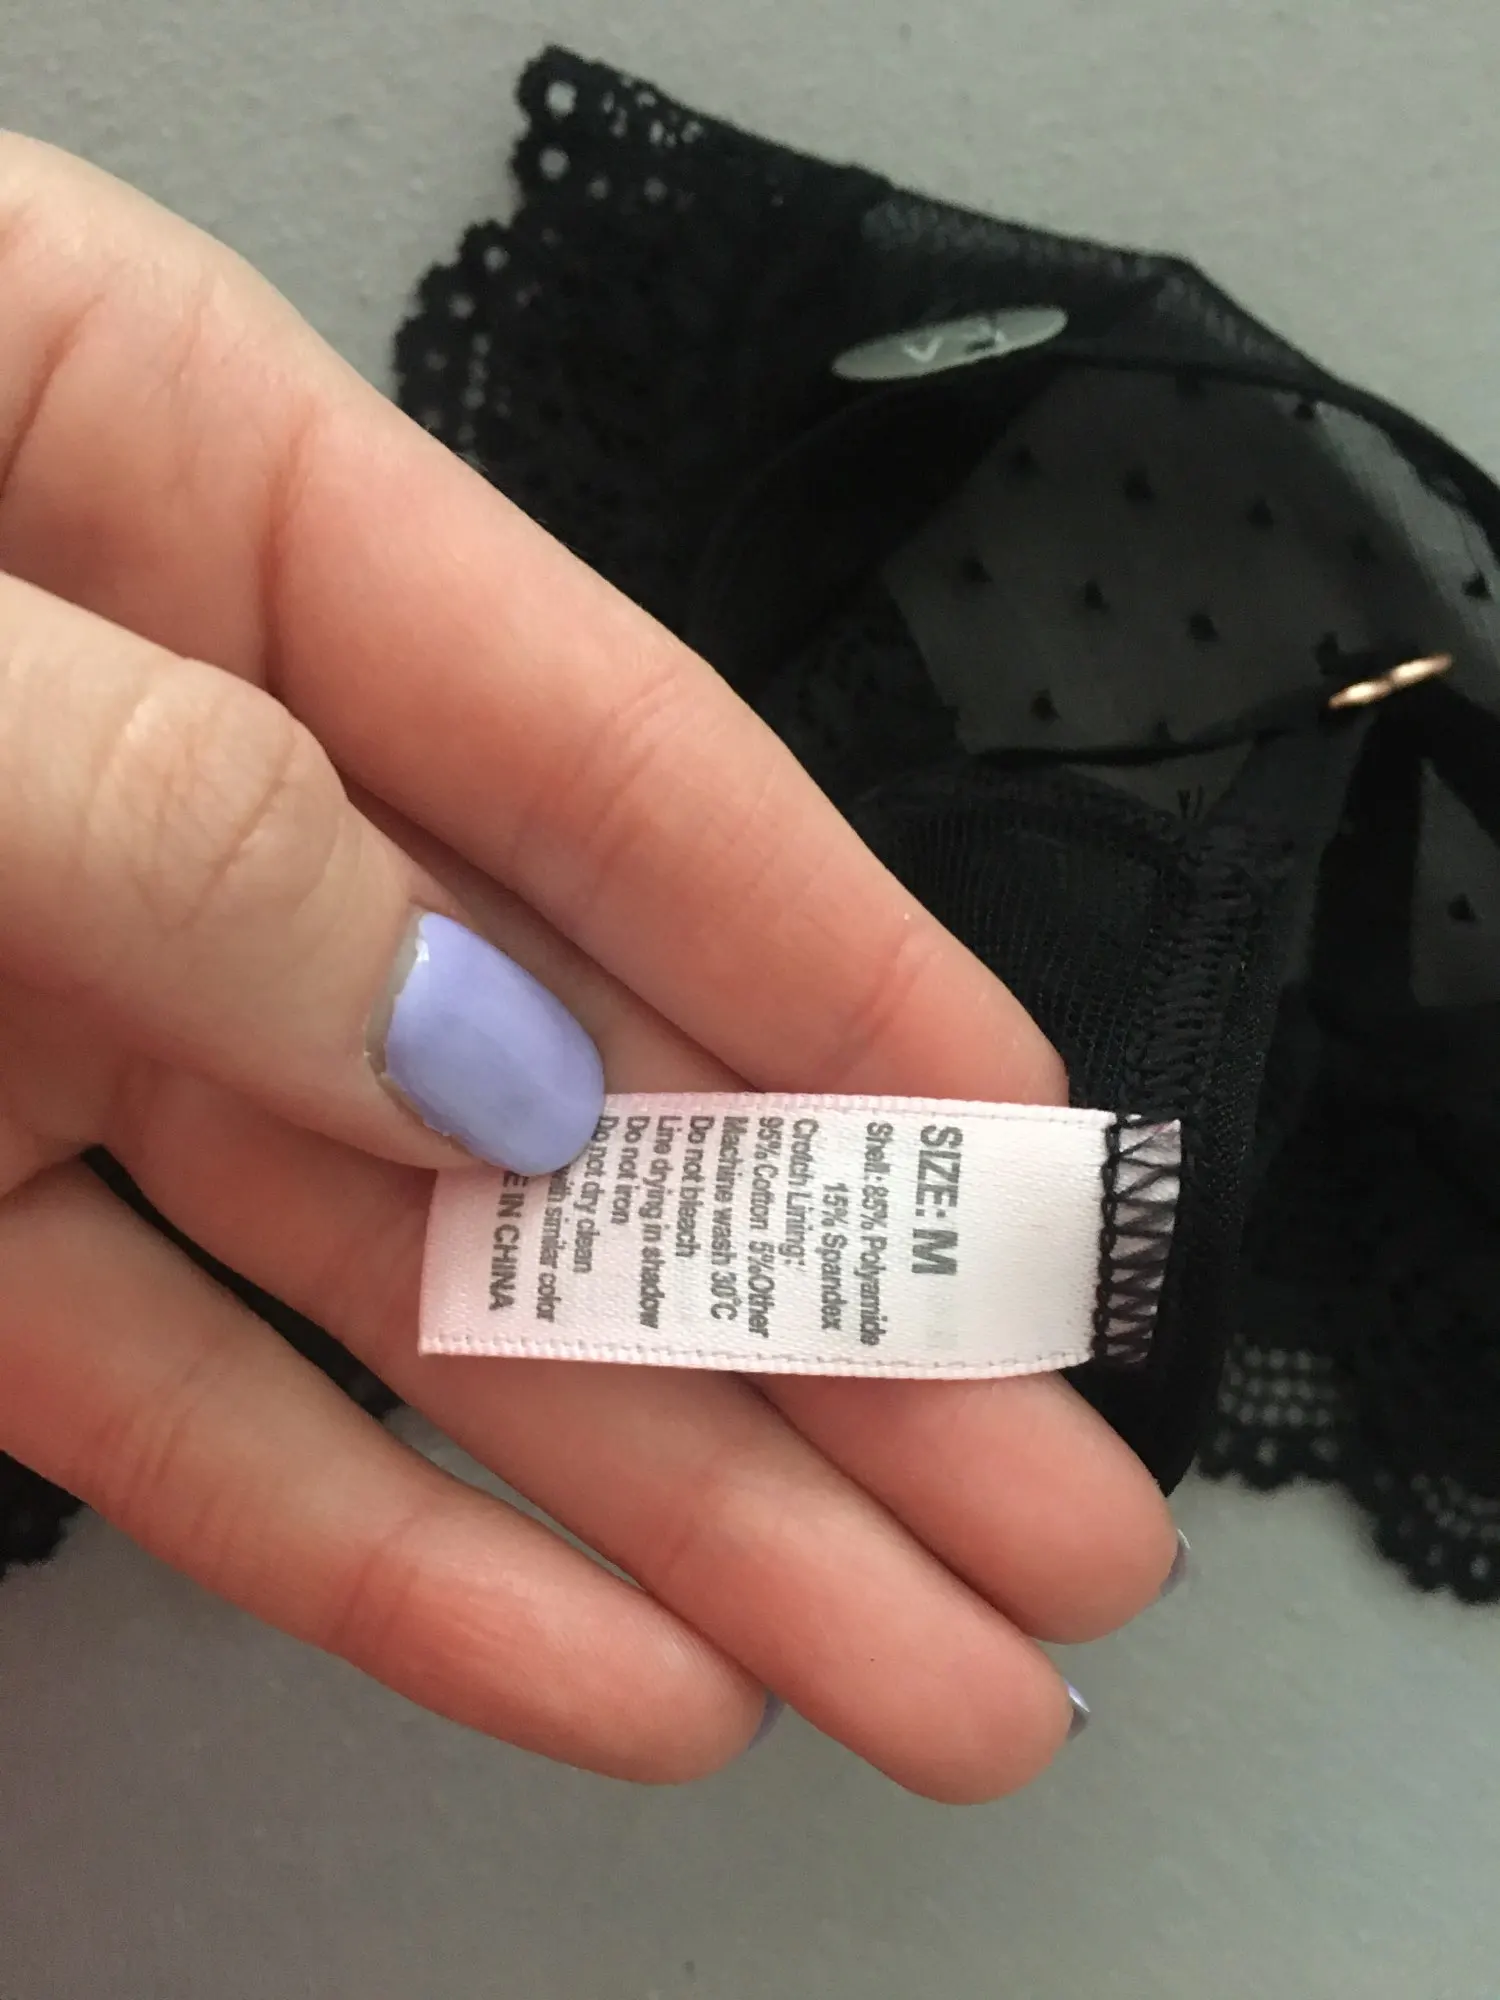 SIZE: M
Shell: 85% Polyamide
15% Spandex
Crotch Lining:
95% Cotton 5%Other
Machine wash 30°C
Do not bleach
Line drying in shadow
Do not iron
Do not dry clean
with similar color
E IN CHINA